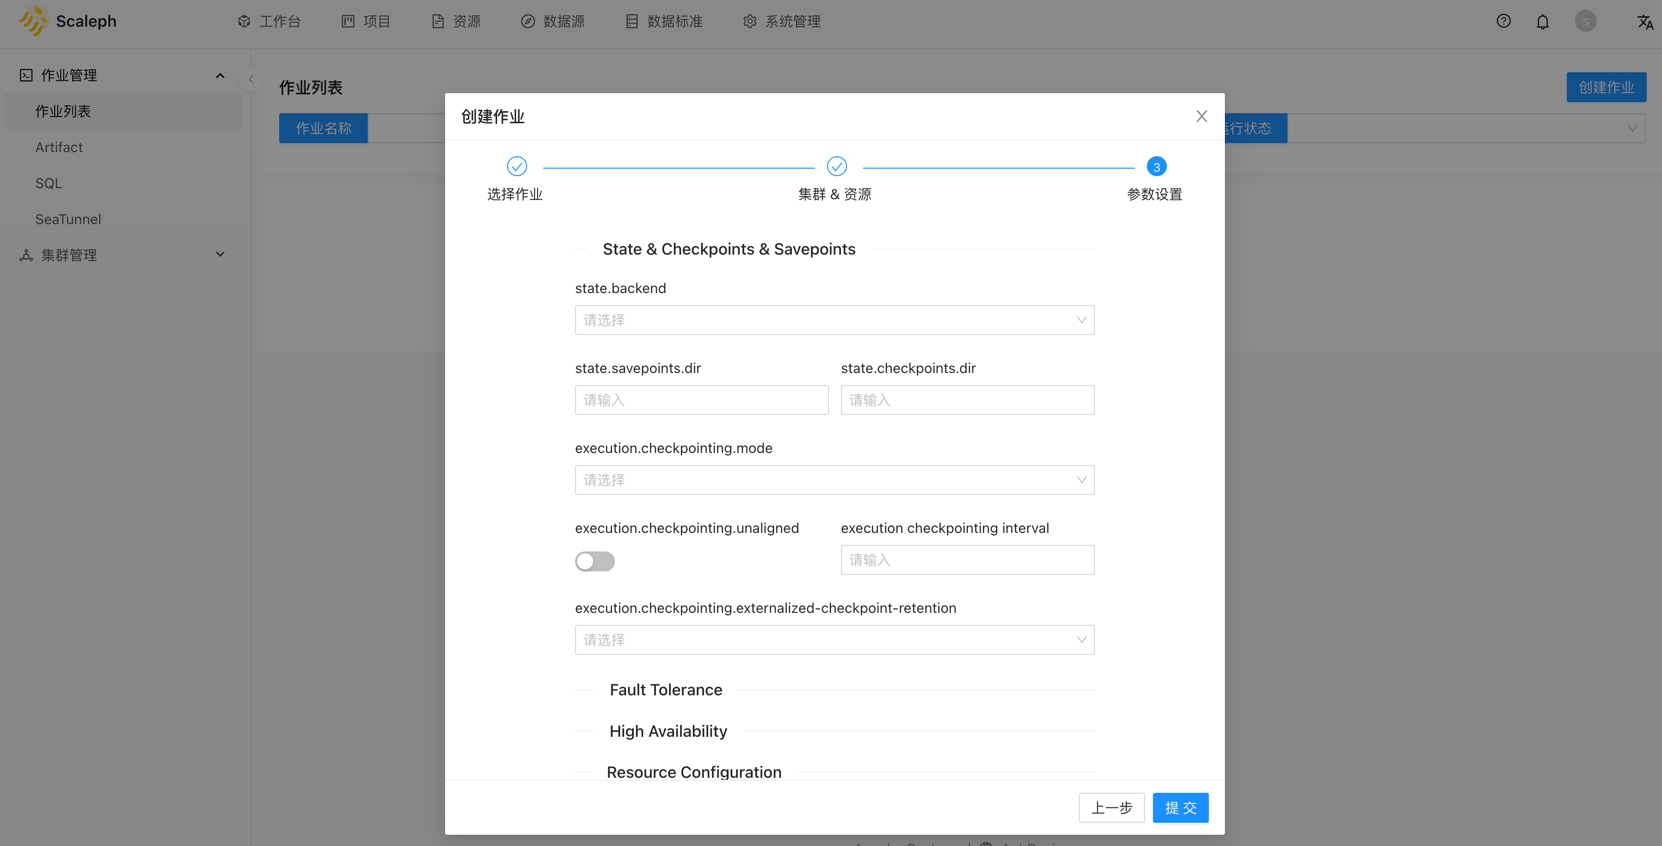 Scaleph
工作台
项目
资源
数据源
数据标准
系统管理
S
作业管理
作业列表
Artifact
SQL
SeaTunnel
集群管理
作业列表
创建作业
作业名称
运行状态
创建作业
3
选择作业
集群 & 资源
参数设置
State & Checkpoints & Savepoints
state.backend
请选择
state.savepoints.dir
state.checkpoints.dir
请输入
请输入
execution.checkpointing.mode
请选择
execution.checkpointing.unaligned
execution checkpointing interval
请输入
execution.checkpointing.externalized-checkpoint-retention
请选择
Fault Tolerance
High Availability
Resource Configuration
上一步
提 交